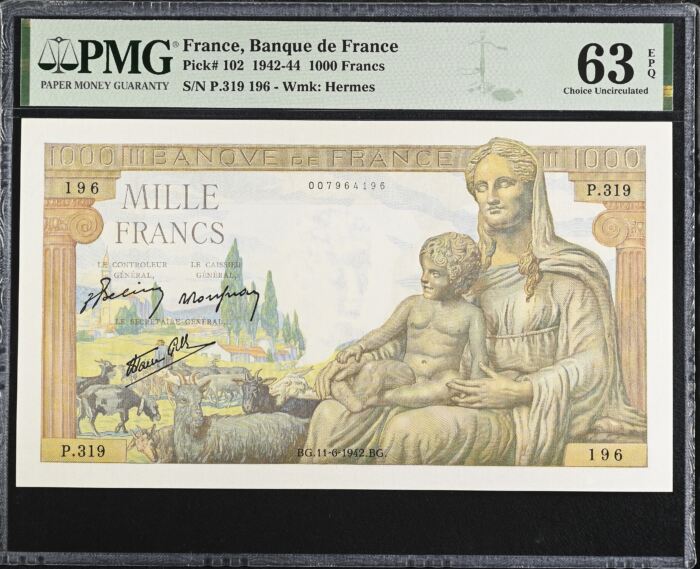 PMG®
PAPER MONEY GUARANTY
France, Banque de France
Pick# 102 1942-44 1000 Francs
S/N P.319 196 - Wmk: Hermes
63 EPQ
Choice Uncirculated
1000 BANQVE DE FRANCE 1000
196 007964196 P.319
MILLE
FRANCS
LE CONTROLEUR LE CAISSIER
GÉNÉRAL, GÉNÉRAL,
LE SECRÉTAIRE GÉNÉRAL,
P.319 BG.11-6-1942.BG. 196